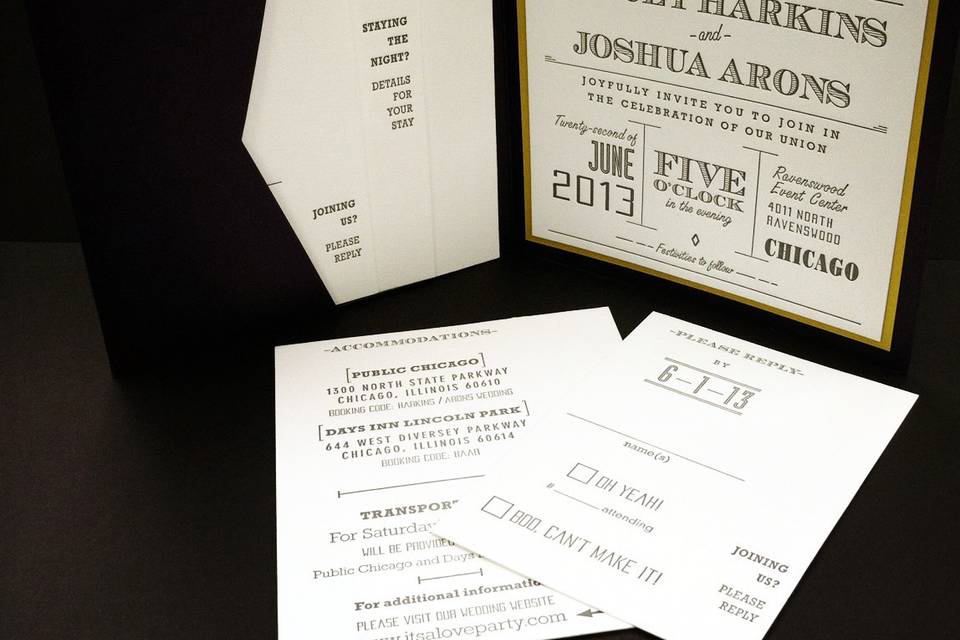 STAYING
THE
NIGHT?
DETAILS
FOR
YOUR
STAY
JOINING
US?
PLEASE
REPLY
HARKINS
-and-
JOSHUA ARONS
JOYFULLY INVITE YOU TO JOIN IN
THE CELEBRATION OF OUR UNION
Twenty-second of
JUNE
2013
FIVE
O'CLOCK
in the evening
Ravenswood
Event Center
4011 NORTH
RAVENSWOOD
CHICAGO
Festivities to follow
-ACCOMMODATIONS-
[PUBLIC CHICAGO]
1300 NORTH STATE PARKWAY
CHICAGO, ILLINOIS 60610
BOOKING CODE: HARKINS / ARONS WEDDING
[DAYS INN LINCOLN PARK]
644 WEST DIVERSEY PARKWAY
CHICAGO, ILLINOIS 60614
BOOKING CODE: HAAR
TRANSPOR
For Saturday
WILL BE PROVIDED
Public Chicago and Days
For additional informatio
PLEASE VISIT OUR WEDDING WEBSITE
www.itsaloveparty.com
-PLEASE REPLY-
BY
6-1-13
name(s)
OH YEAH!
# attending
BOO, CAN'T MAKE IT!
JOINING
US?
PLEASE
REPLY